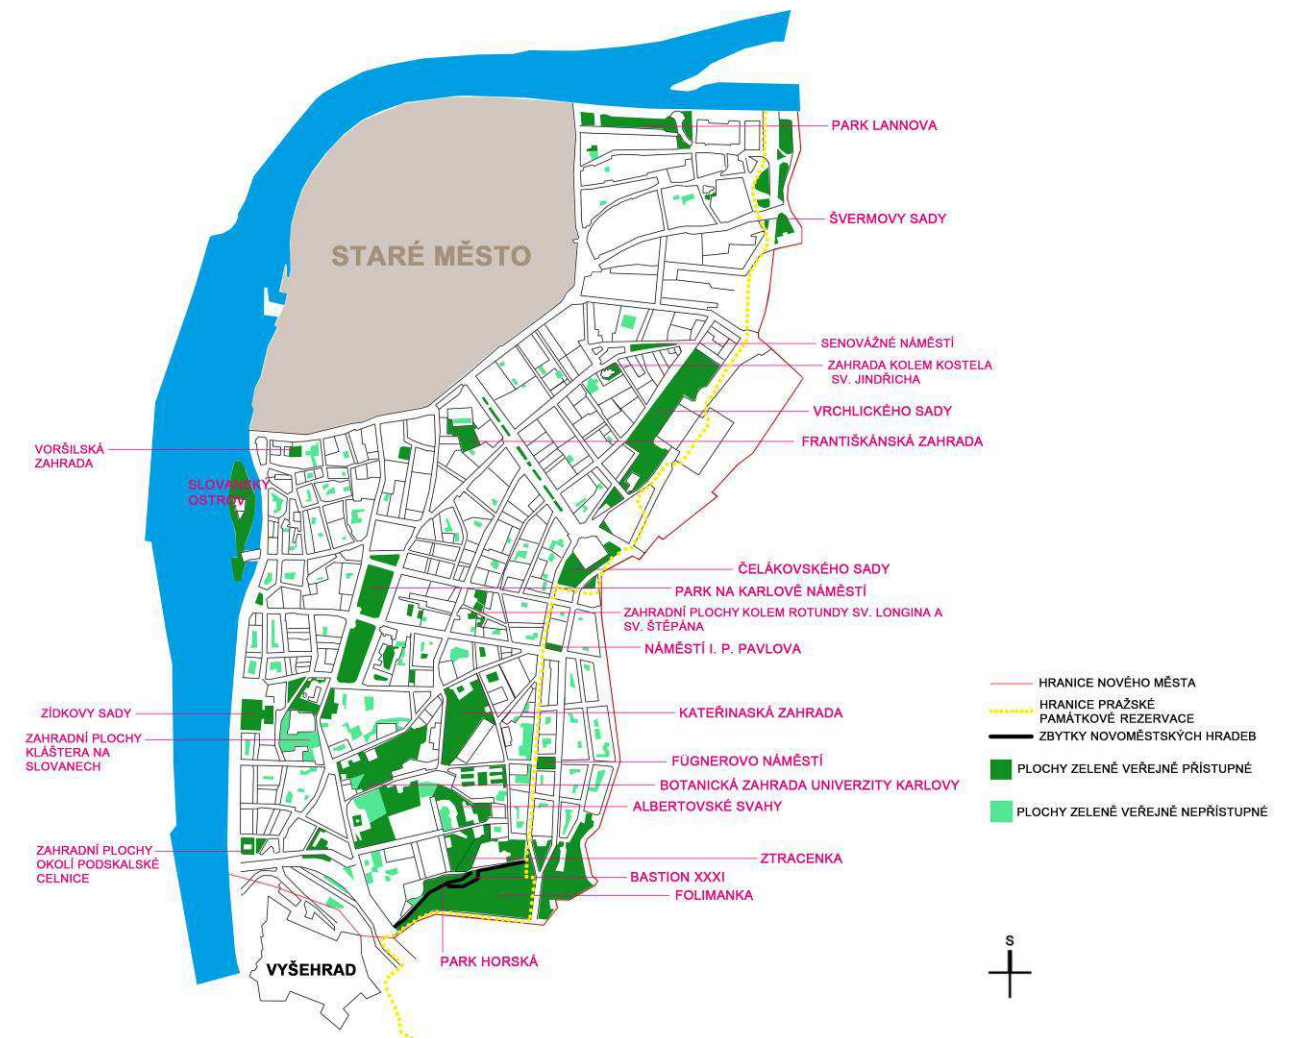 PARK LANNOVA
ŠVERMOVY SADY
STARÉ MĚSTO
SENOVÁŽNÉ NÁMĚSTÍ
ZAHRADA KOLEM KOSTELA
SV. JINDŘICHA
VRCHLICKÉHO SADY
FRANTIŠKÁNSKÁ ZAHRADA
VORŠILSKÁ
ZAHRADA
SLOVANSKÝ
OSTROV
ČELÁKOVSKÉHO SADY
PARK NA KARLOVĚ NÁMĚSTÍ
ZAHRADNÍ PLOCHY KOLEM ROTUNDY SV. LONGINA A
SV. ŠTĚPÁNA
NÁMĚSTÍ I. P. PAVLOVA
ZÍDKOVY SADY
ZAHRADNÍ PLOCHY
KLÁŠTERA NA
SLOVANECH
KATEŘINASKÁ ZAHRADA
FÜGNEROVO NÁMĚSTÍ
BOTANICKÁ ZAHRADA UNIVERZITY KARLOVY
ALBERTOVSKÉ SVAHY
ZAHRADNÍ PLOCHY
OKOLÍ PODSKALSKÉ
CELNICE
ZTRACENKA
BASTION XXXI
FOLIMANKA
PARK HORSKÁ
VYŠEHRAD
HRANICE NOVÉHO MĚSTA
HRANICE PRAŽSKÉ
PAMÁTKOVÉ REZERVACE
ZBYTKY NOVOMĚSTSKÝCH HRADEB
PLOCHY ZELENĚ VEŘEJNĚ PŘÍSTUPNÉ
PLOCHY ZELENĚ VEŘEJNĚ NEPŘÍSTUPNÉ
S